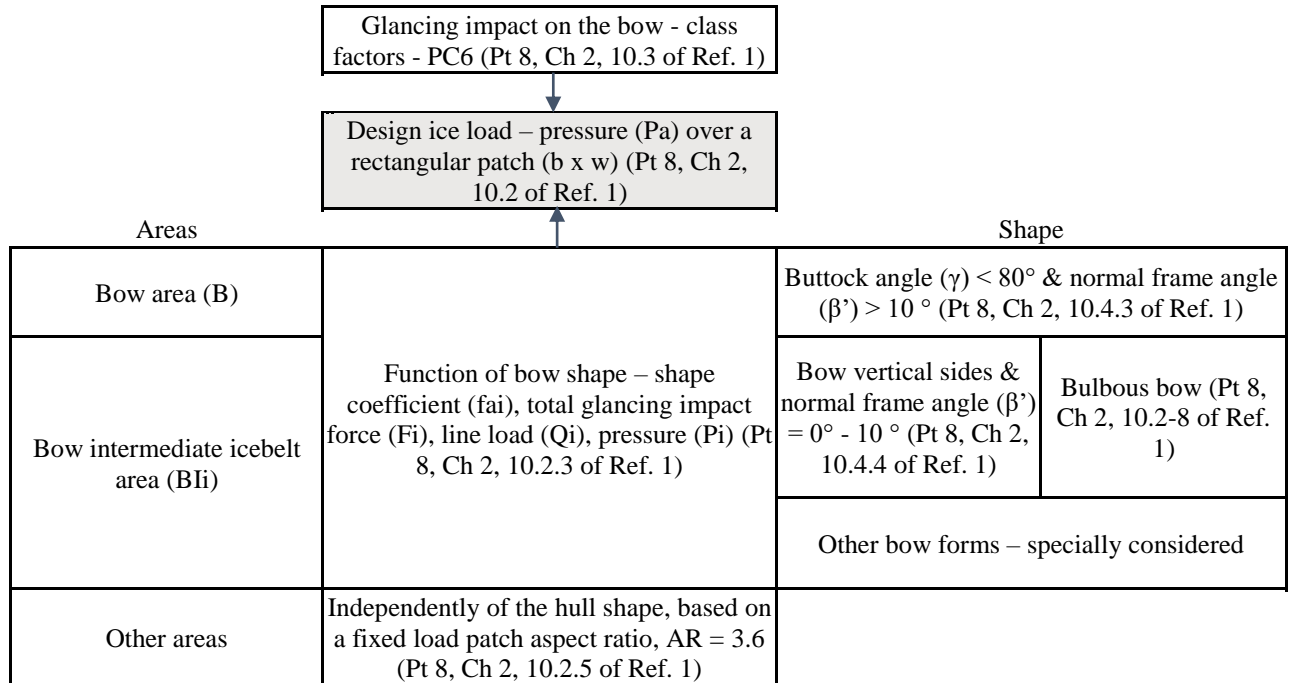 Glancing impact on the bow - class
factors - PC6 (Pt 8, Ch 2, 10.3 of Ref. 1)
Design ice load – pressure (Pa) over a
rectangular patch (b x w) (Pt 8, Ch 2,
10.2 of Ref. 1)
Areas
Shape
Bow area (B)
Buttock angle (γ) < 80° & normal frame angle
(β’) > 10 ° (Pt 8, Ch 2, 10.4.3 of Ref. 1)
Bow intermediate icebelt
area (BIi)
Function of bow shape – shape
coefficient (fai), total glancing impact
force (Fi), line load (Qi), pressure (Pi) (Pt
8, Ch 2, 10.2.3 of Ref. 1)
Bow vertical sides &
normal frame angle (β’)
= 0° - 10 ° (Pt 8, Ch 2,
10.4.4 of Ref. 1)
Bulbous bow (Pt 8,
Ch 2, 10.2-8 of Ref.
1)
Other bow forms – specially considered
Other areas
Independently of the hull shape, based on
a fixed load patch aspect ratio, AR = 3.6
(Pt 8, Ch 2, 10.2.5 of Ref. 1)